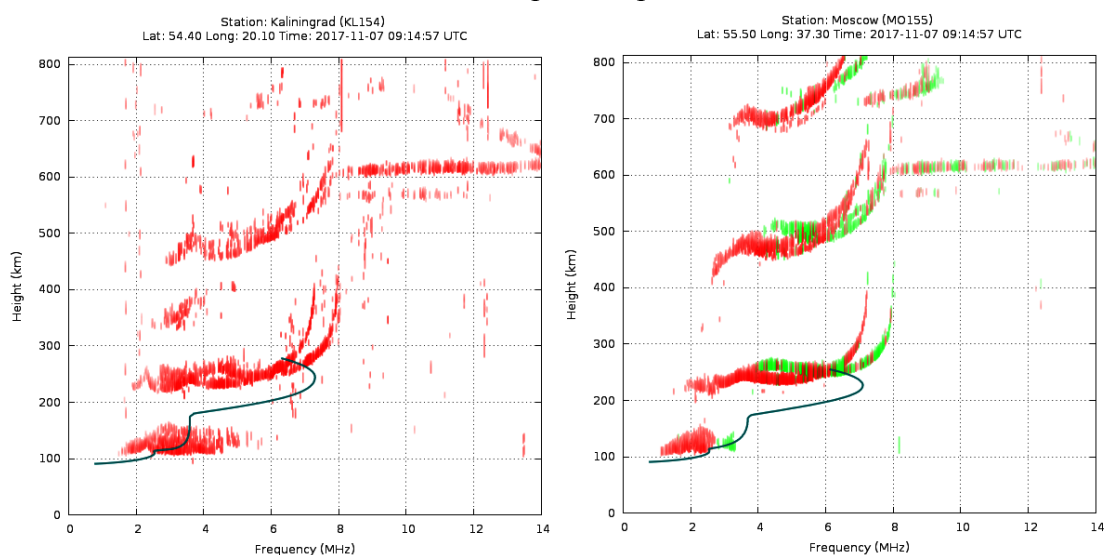 Station: Kaliningrad (KL154)
Lat: 54.40 Long: 20.10 Time: 2017-11-07 09:14:57 UTC
800
700
600
500
400
300
200
100
0
Height (km)
0 2 4 6 8 10 12 14
Frequency (MHz)
Station: Moscow (MO155)
Lat: 55.50 Long: 37.30 Time: 2017-11-07 09:14:57 UTC
800
700
600
500
400
300
200
100
0
Height (km)
0 2 4 6 8 10 12 14
Frequency (MHz)